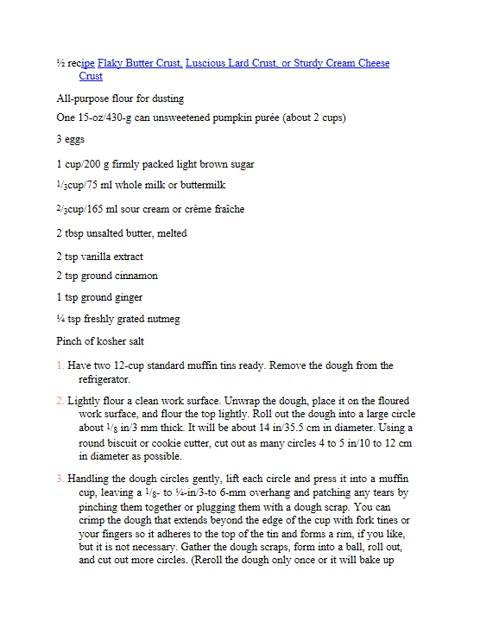 ½ recipe Flaky Butter Crust, Luscious Lard Crust, or Sturdy Cream Cheese
Crust
All-purpose flour for dusting
One 15-oz/430-g can unsweetened pumpkin purée (about 2 cups)
3 eggs
1 cup/200 g firmly packed light brown sugar
1/3cup/75 ml whole milk or buttermilk
2/3cup/165 ml sour cream or crème fraîche
2 tbsp unsalted butter, melted
2 tsp vanilla extract
2 tsp ground cinnamon
1 tsp ground ginger
¼ tsp freshly grated nutmeg
Pinch of kosher salt
1. Have two 12-cup standard muffin tins ready. Remove the dough from the
refrigerator.
2. Lightly flour a clean work surface. Unwrap the dough, place it on the floured
work surface, and flour the top lightly. Roll out the dough into a large circle
about 1/8 in/3 mm thick. It will be about 14 in/35.5 cm in diameter. Using a
round biscuit or cookie cutter, cut out as many circles 4 to 5 in/10 to 12 cm
in diameter as possible.
3. Handling the dough circles gently, lift each circle and press it into a muffin
cup, leaving a 1/8- to ¼-in/3-to 6-mm overhang and patching any tears by
pinching them together or plugging them with a dough scrap. You can
crimp the dough that extends beyond the edge of the cup with fork tines or
your fingers so it adheres to the top of the tin and forms a rim, if you like,
but it is not necessary. Gather the dough scraps, form into a ball, roll out,
and cut out more circles. (Reroll the dough only once or it will bake up